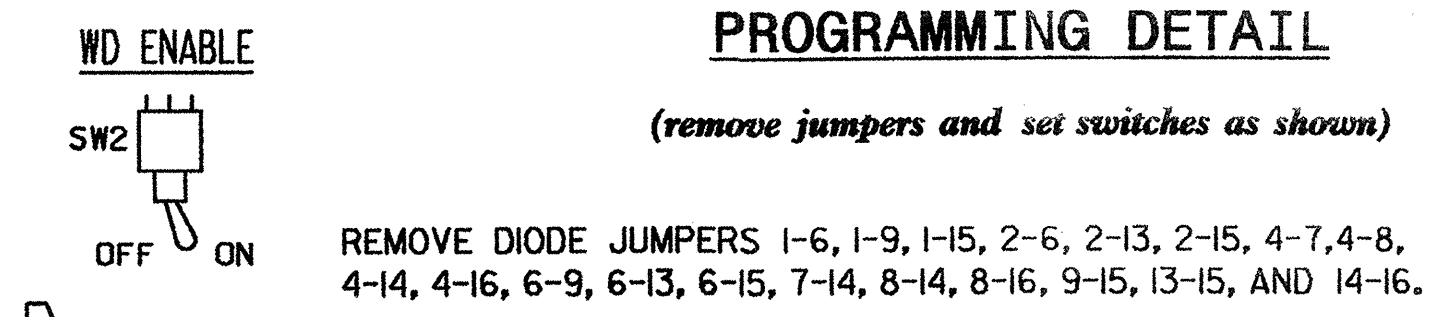 WD ENABLE
SW2
OFF ON
PROGRAMMING DETAIL
(remove jumpers and set switches as shown)
REMOVE DIODE JUMPERS 1-6, 1-9, 1-15, 2-6, 2-13, 2-15, 4-7,4-8,
4-14, 4-16, 6-9, 6-13, 6-15, 7-14, 8-14, 8-16, 9-15, 13-15, AND 14-16.